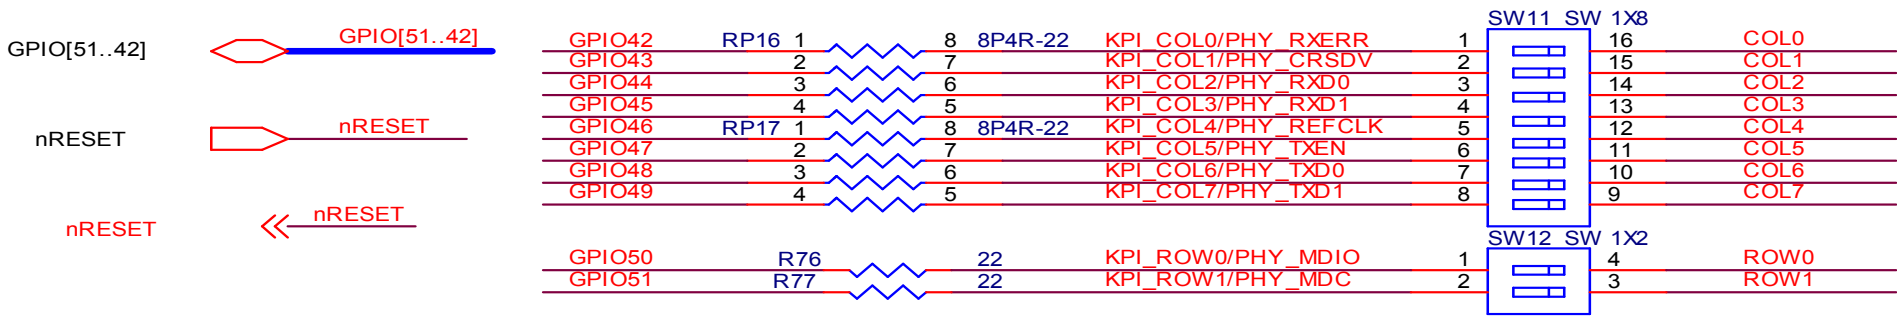 SW11 SW 1X8
GPIO[51..42] GPIO[51..42]
GPIO42 RP16 1 8 8P4R-22 KPI_COL0/PHY_RXERR 1 16 COL0
GPIO43 2 7 KPI_COL1/PHY_CRSDV 2 15 COL1
GPIO44 3 6 KPI_COL2/PHY_RXD0 3 14 COL2
GPIO45 4 5 KPI_COL3/PHY_RXD1 4 13 COL3
nRESET nRESET
GPIO46 RP17 1 8 8P4R-22 KPI_COL4/PHY_REFCLK 5 12 COL4
GPIO47 2 7 KPI_COL5/PHY_TXEN 6 11 COL5
GPIO48 3 6 KPI_COL6/PHY_TXD0 7 10 COL6
GPIO49 4 5 KPI_COL7/PHY_TXD1 8 9 COL7
nRESET nRESET
SW12 SW 1X2
GPIO50 R76 22 KPI_ROW0/PHY_MDIO 1 4 ROW0
GPIO51 R77 22 KPI_ROW1/PHY_MDC 2 3 ROW1